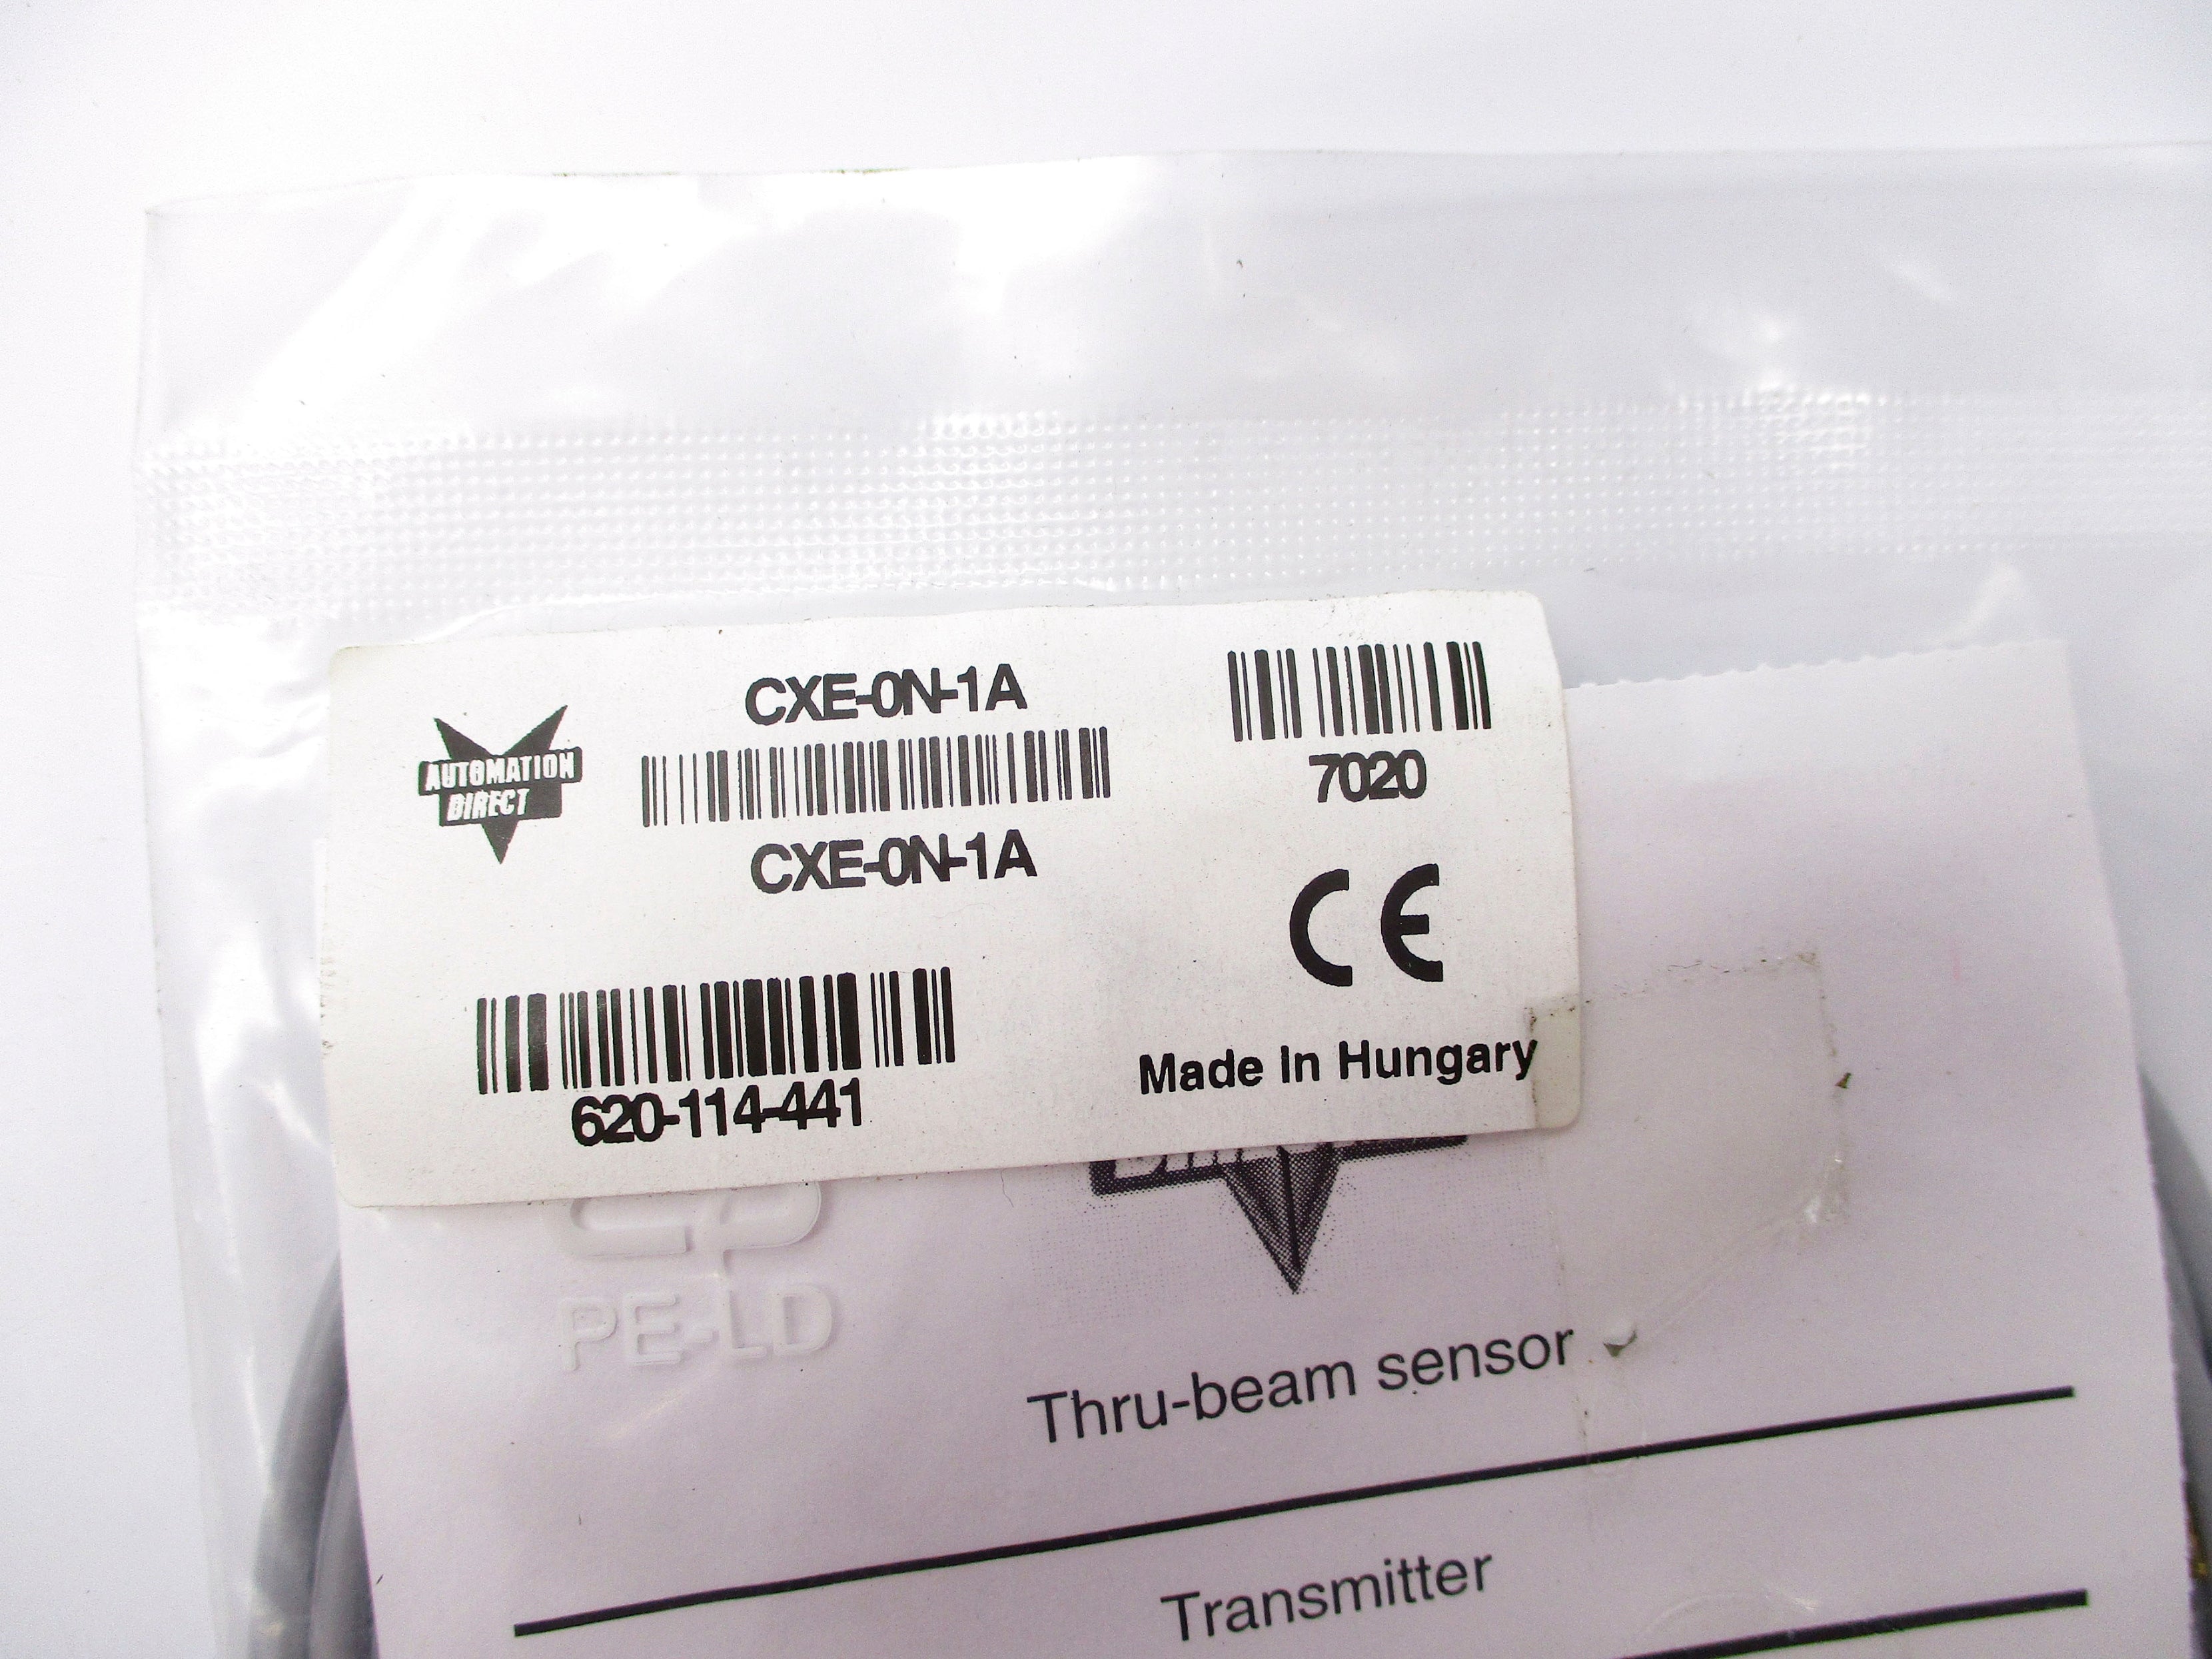 CXE-0N-1A
AUTOMATION
DIRECT
CXE-0N-1A
7020
CE
620-114-441
Made In Hungary
PE-LD
Thru-beam sensor
Transmitter